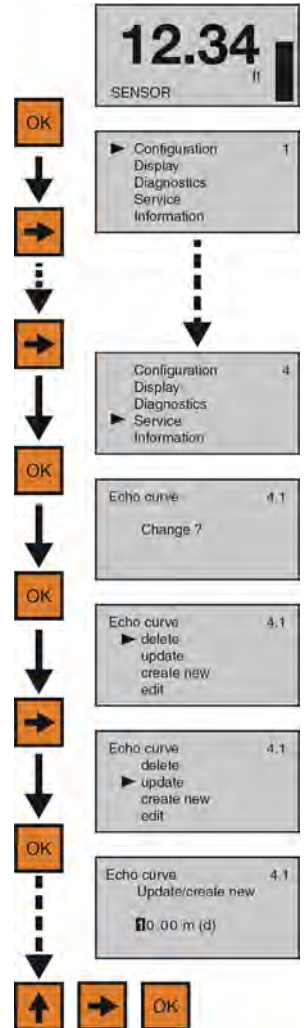 12.34
ft
SENSOR
OK
Configuration 1
Display
Diagnostics
Service
Information
Configuration 4
Display
Diagnostics
Service
Information
OK
Echo curve 4.1
Change ?
OK
Echo curve 4.1
delete
update
create new
edit
Echo curve 4.1
delete
update
create new
edit
OK
Echo curve 4.1
Update/create new
10.00 m (d)
OK